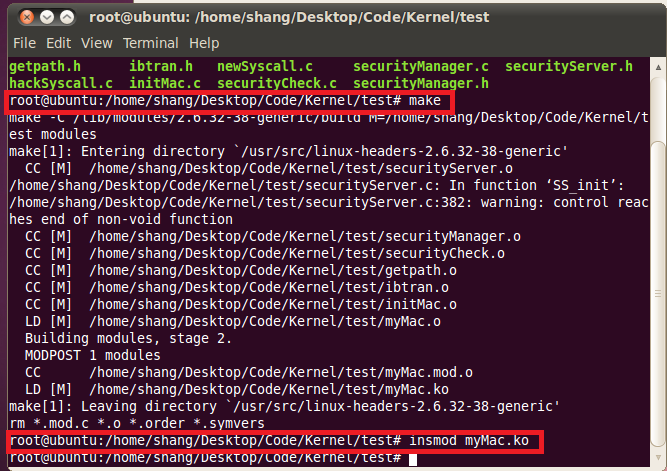 root@ubuntu: /home/shang/Desktop/Code/Kernel/test
File Edit View Terminal Help
getpath.h ibtran.h newSyscall.c securityManager.c securityServer.h
hackSyscall.c initMac.c securityCheck.c securityManager.h
root@ubuntu:/home/shang/Desktop/Code/Kernel/test# make
make -C /lib/modules/2.6.32-38-generic/build M=/home/shang/Desktop/Code/Kernel/t
est modules
make[1]: Entering directory `/usr/src/linux-headers-2.6.32-38-generic'
CC [M] /home/shang/Desktop/Code/Kernel/test/securityServer.o
/home/shang/Desktop/Code/Kernel/test/securityServer.c: In function ‘SS_init’:
/home/shang/Desktop/Code/Kernel/test/securityServer.c:382: warning: control reac
hes end of non-void function
CC [M] /home/shang/Desktop/Code/Kernel/test/securityManager.o
CC [M] /home/shang/Desktop/Code/Kernel/test/securityCheck.o
CC [M] /home/shang/Desktop/Code/Kernel/test/getpath.o
CC [M] /home/shang/Desktop/Code/Kernel/test/ibtran.o
CC [M] /home/shang/Desktop/Code/Kernel/test/initMac.o
LD [M] /home/shang/Desktop/Code/Kernel/test/myMac.o
Building modules, stage 2.
MODPOST 1 modules
CC /home/shang/Desktop/Code/Kernel/test/myMac.mod.o
LD [M] /home/shang/Desktop/Code/Kernel/test/myMac.ko
make[1]: Leaving directory `/usr/src/linux-headers-2.6.32-38-generic'
rm *.mod.c *.o *.order *.symvers
root@ubuntu:/home/shang/Desktop/Code/Kernel/test# insmod myMac.ko
root@ubuntu:/home/shang/Desktop/Code/Kernel/test#